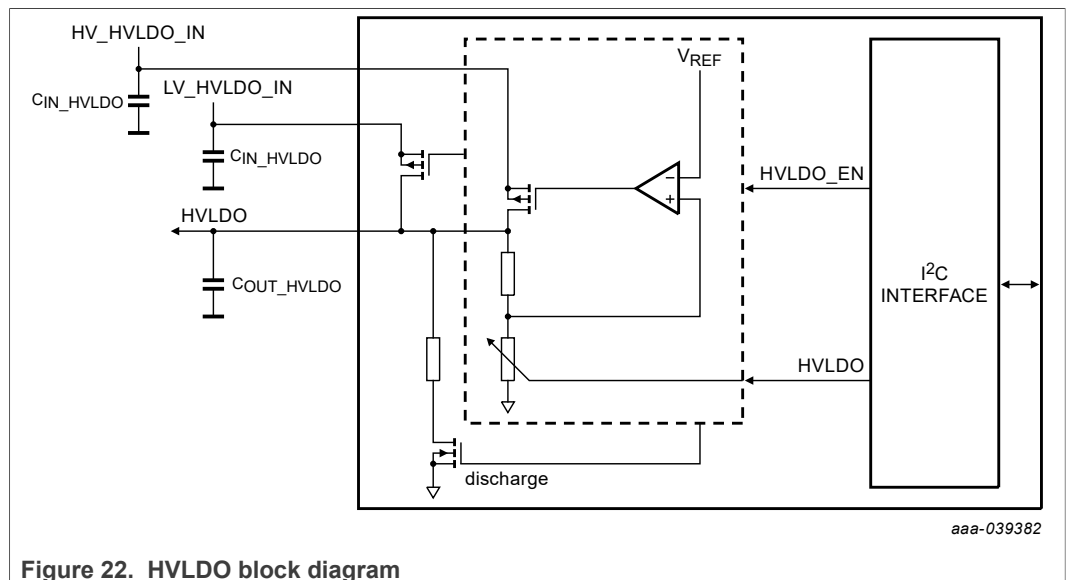 HV_HVLDO_IN
CIN_HVLDO
LV_HVLDO_IN
CIN_HVLDO
HVLDO
COUT_HVLDO
VREF
−
+
HVLDO_EN
I²C
INTERFACE
HVLDO
discharge
aaa-039382
Figure 22. HVLDO block diagram